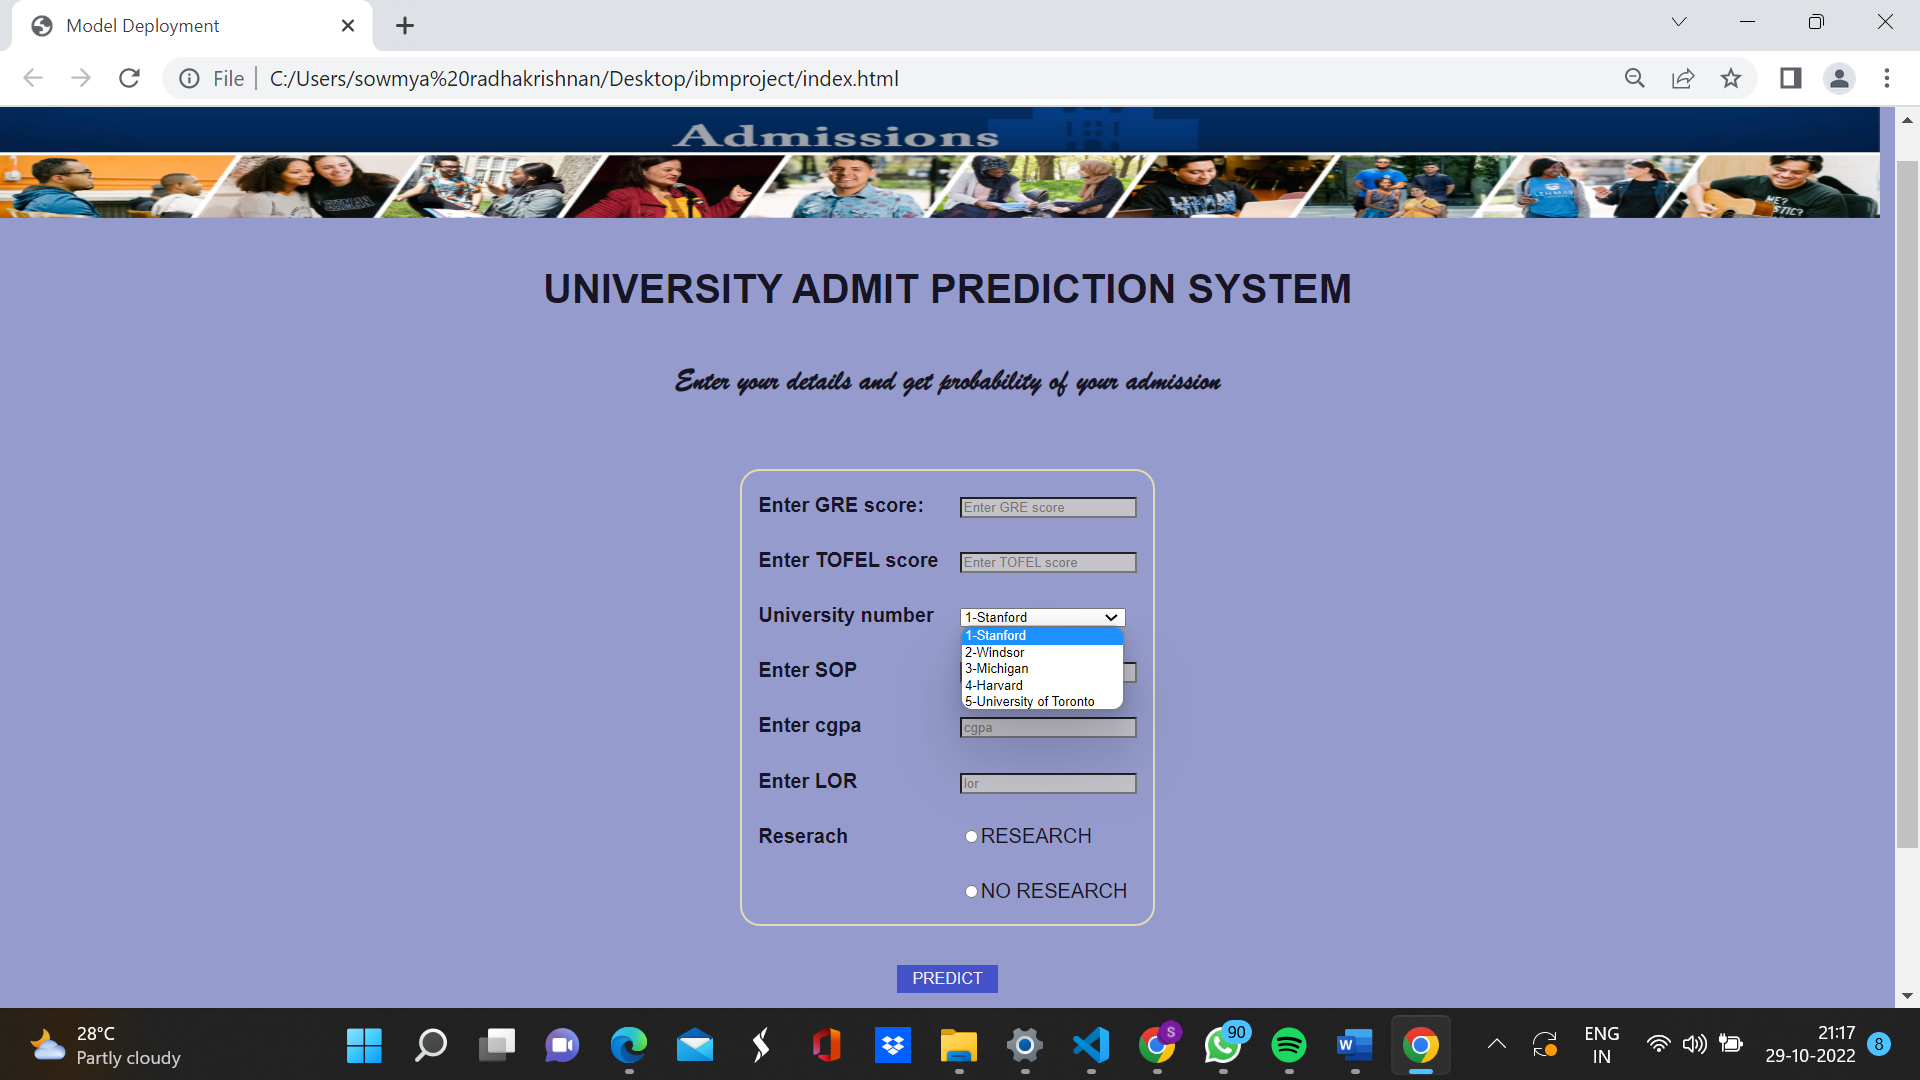 Model Deployment
File
C:/Users/sowmya%20radhakrishnan/Desktop/ibmproject/index.html
Admissions
UNIVERSITY ADMIT PREDICTION SYSTEM
Enter your details and get probability of your admission
Enter GRE score: Enter GRE score
Enter TOFEL score Enter TOFEL score
University number 1-Stanford
1-Stanford
2-Windsor
3-Michigan
4-Harvard
5-University of Toronto
Enter SOP
Enter cgpa cgpa
Enter LOR lor
Reserach RESEARCH
NO RESEARCH
PREDICT
28°C
Partly cloudy
S
90
W
ENG
IN
21:17
29-10-2022
8